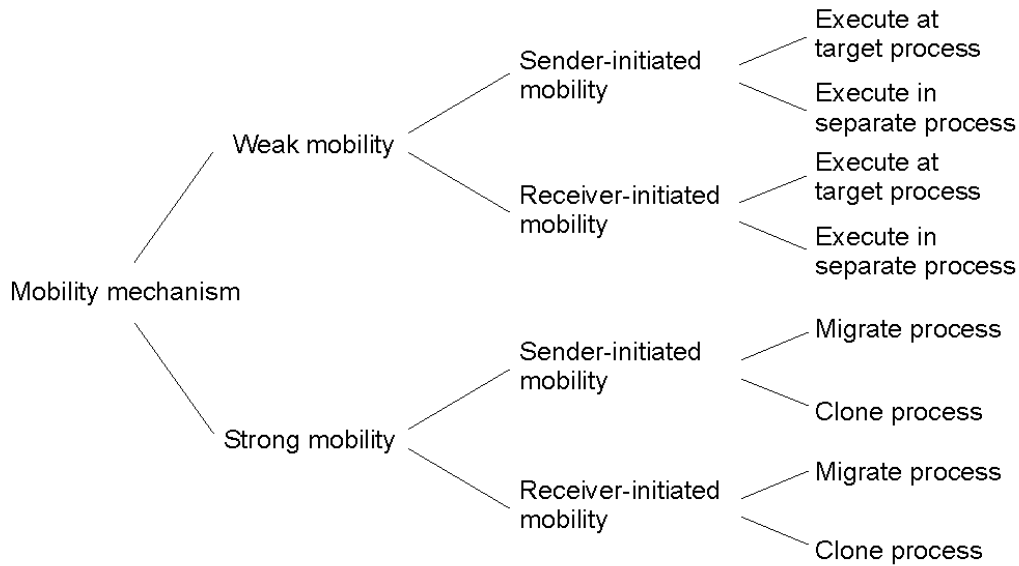 Mobility mechanism
Weak mobility
Sender-initiated
mobility
Execute at
target process
Execute in
separate process
Receiver-initiated
mobility
Execute at
target process
Execute in
separate process
Strong mobility
Sender-initiated
mobility
Migrate process
Clone process
Receiver-initiated
mobility
Migrate process
Clone process